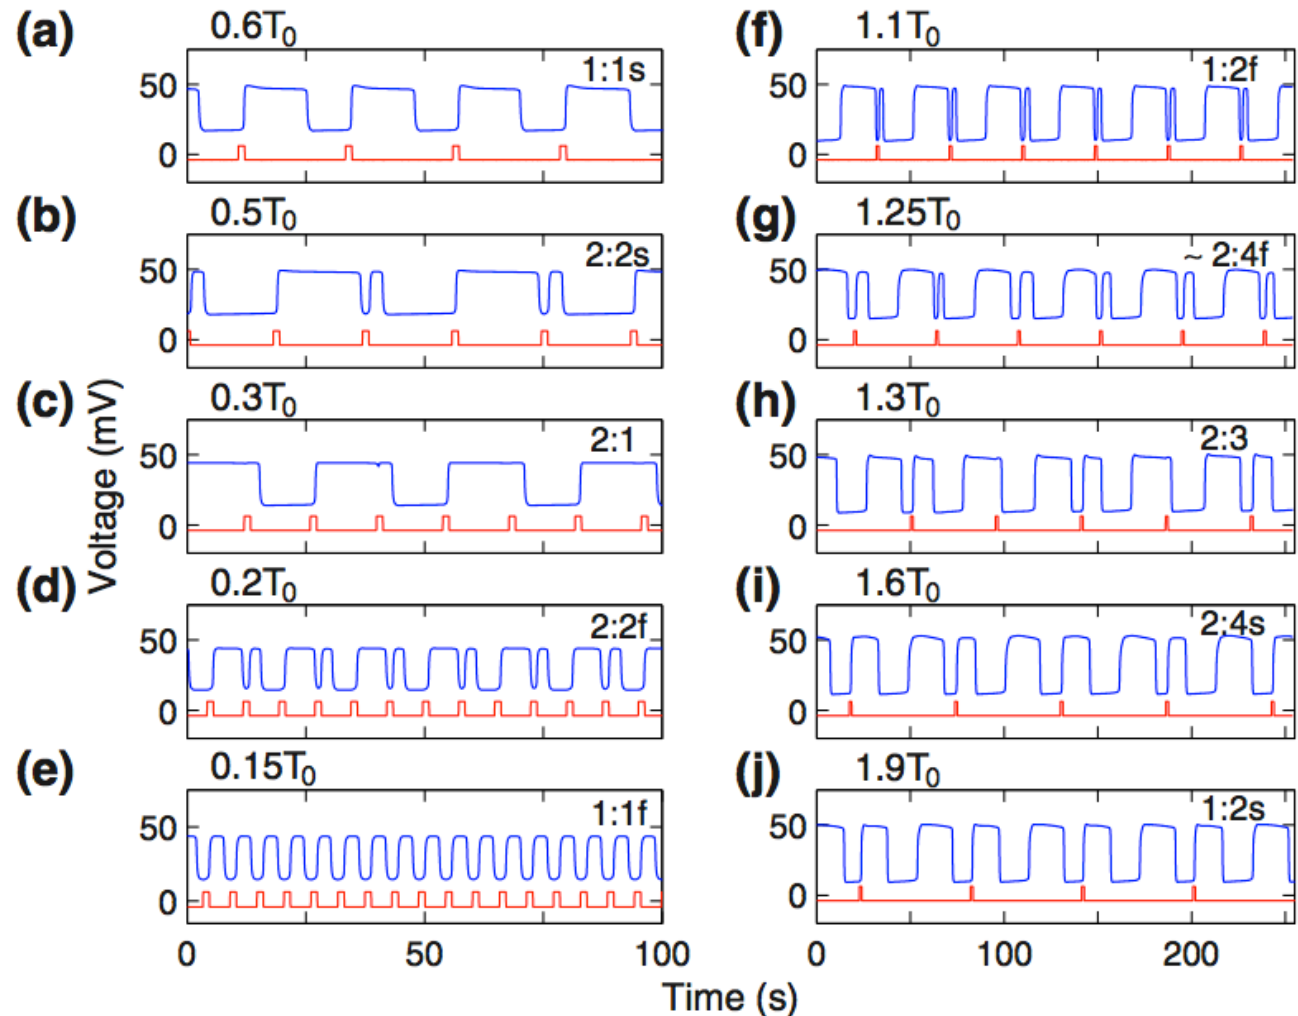 (a) 0.6T₀
1:1s
50
0
(b) 0.5T₀
2:2s
50
0
(c) 0.3T₀
2:1
50
0
(d) 0.2T₀
2:2f
50
0
(e) 0.15T₀
1:1f
50
0
0 50 100
Voltage (mV)
(f) 1.1T₀
1:2f
50
0
(g) 1.25T₀
~ 2:4f
50
0
(h) 1.3T₀
2:3
50
0
(i) 1.6T₀
2:4s
50
0
(j) 1.9T₀
1:2s
50
0
0 100 200
Time (s)